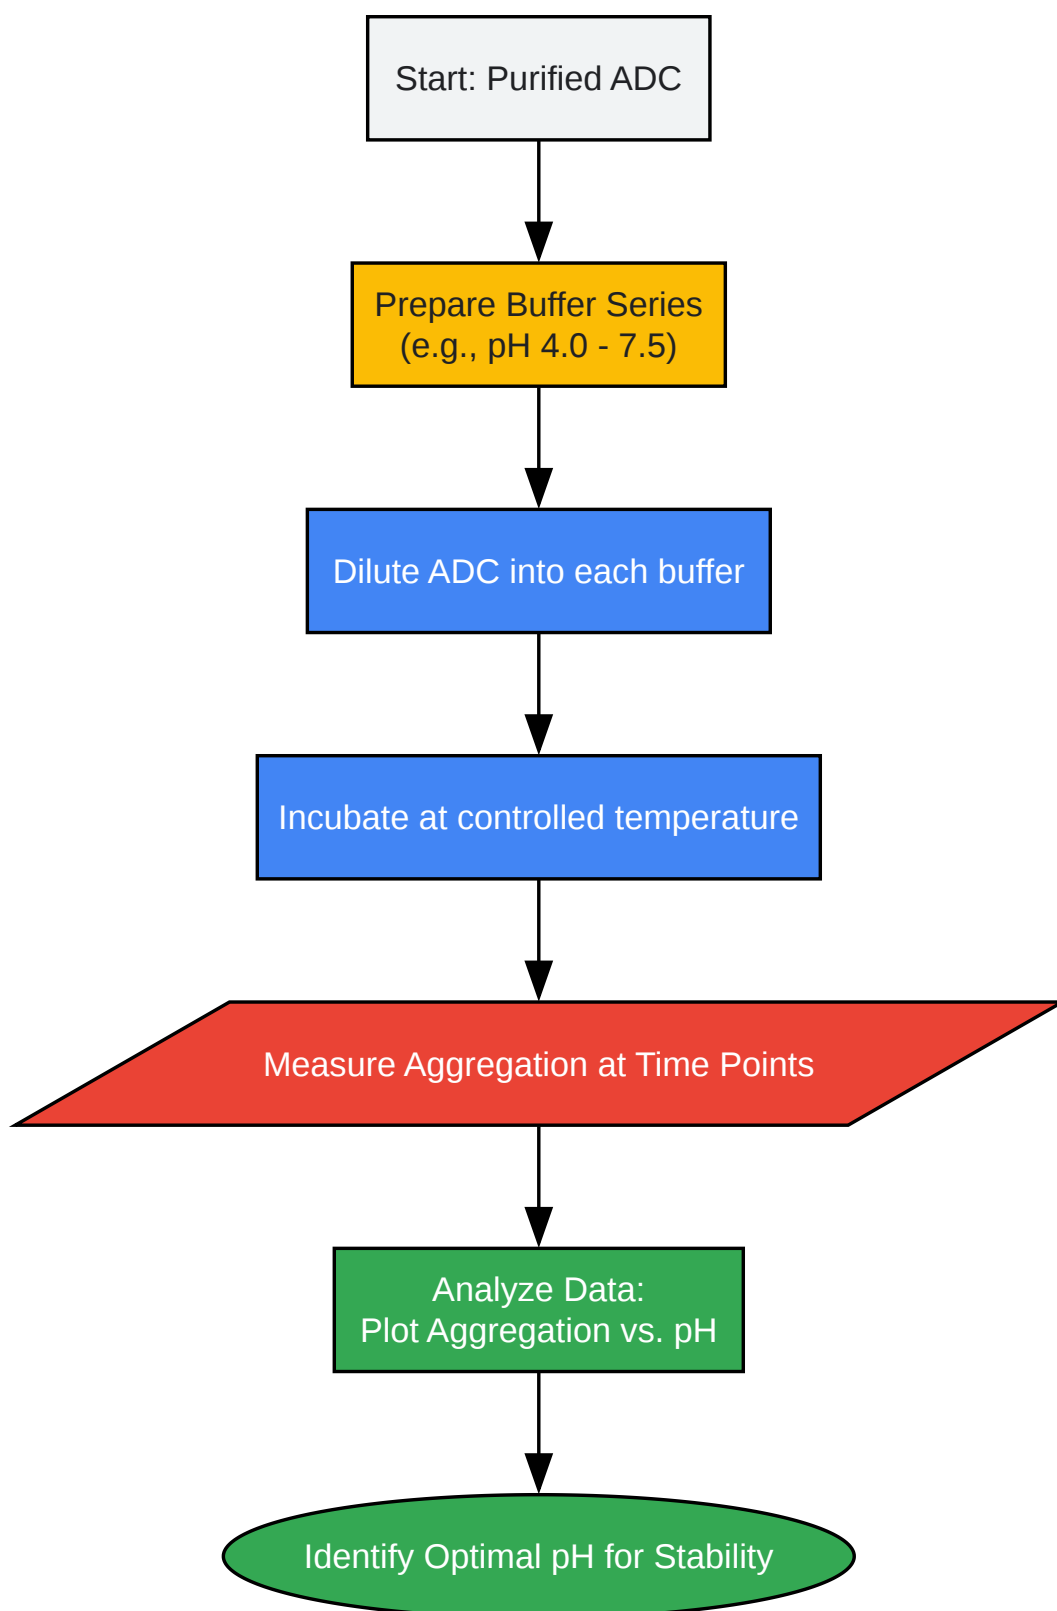 Start: Purified ADC
Prepare Buffer Series
(e.g., pH 4.0 - 7.5)
Dilute ADC into each buffer
Incubate at controlled temperature
Measure Aggregation at Time Points
Analyze Data:
Plot Aggregation vs. pH
Identify Optimal pH for Stability